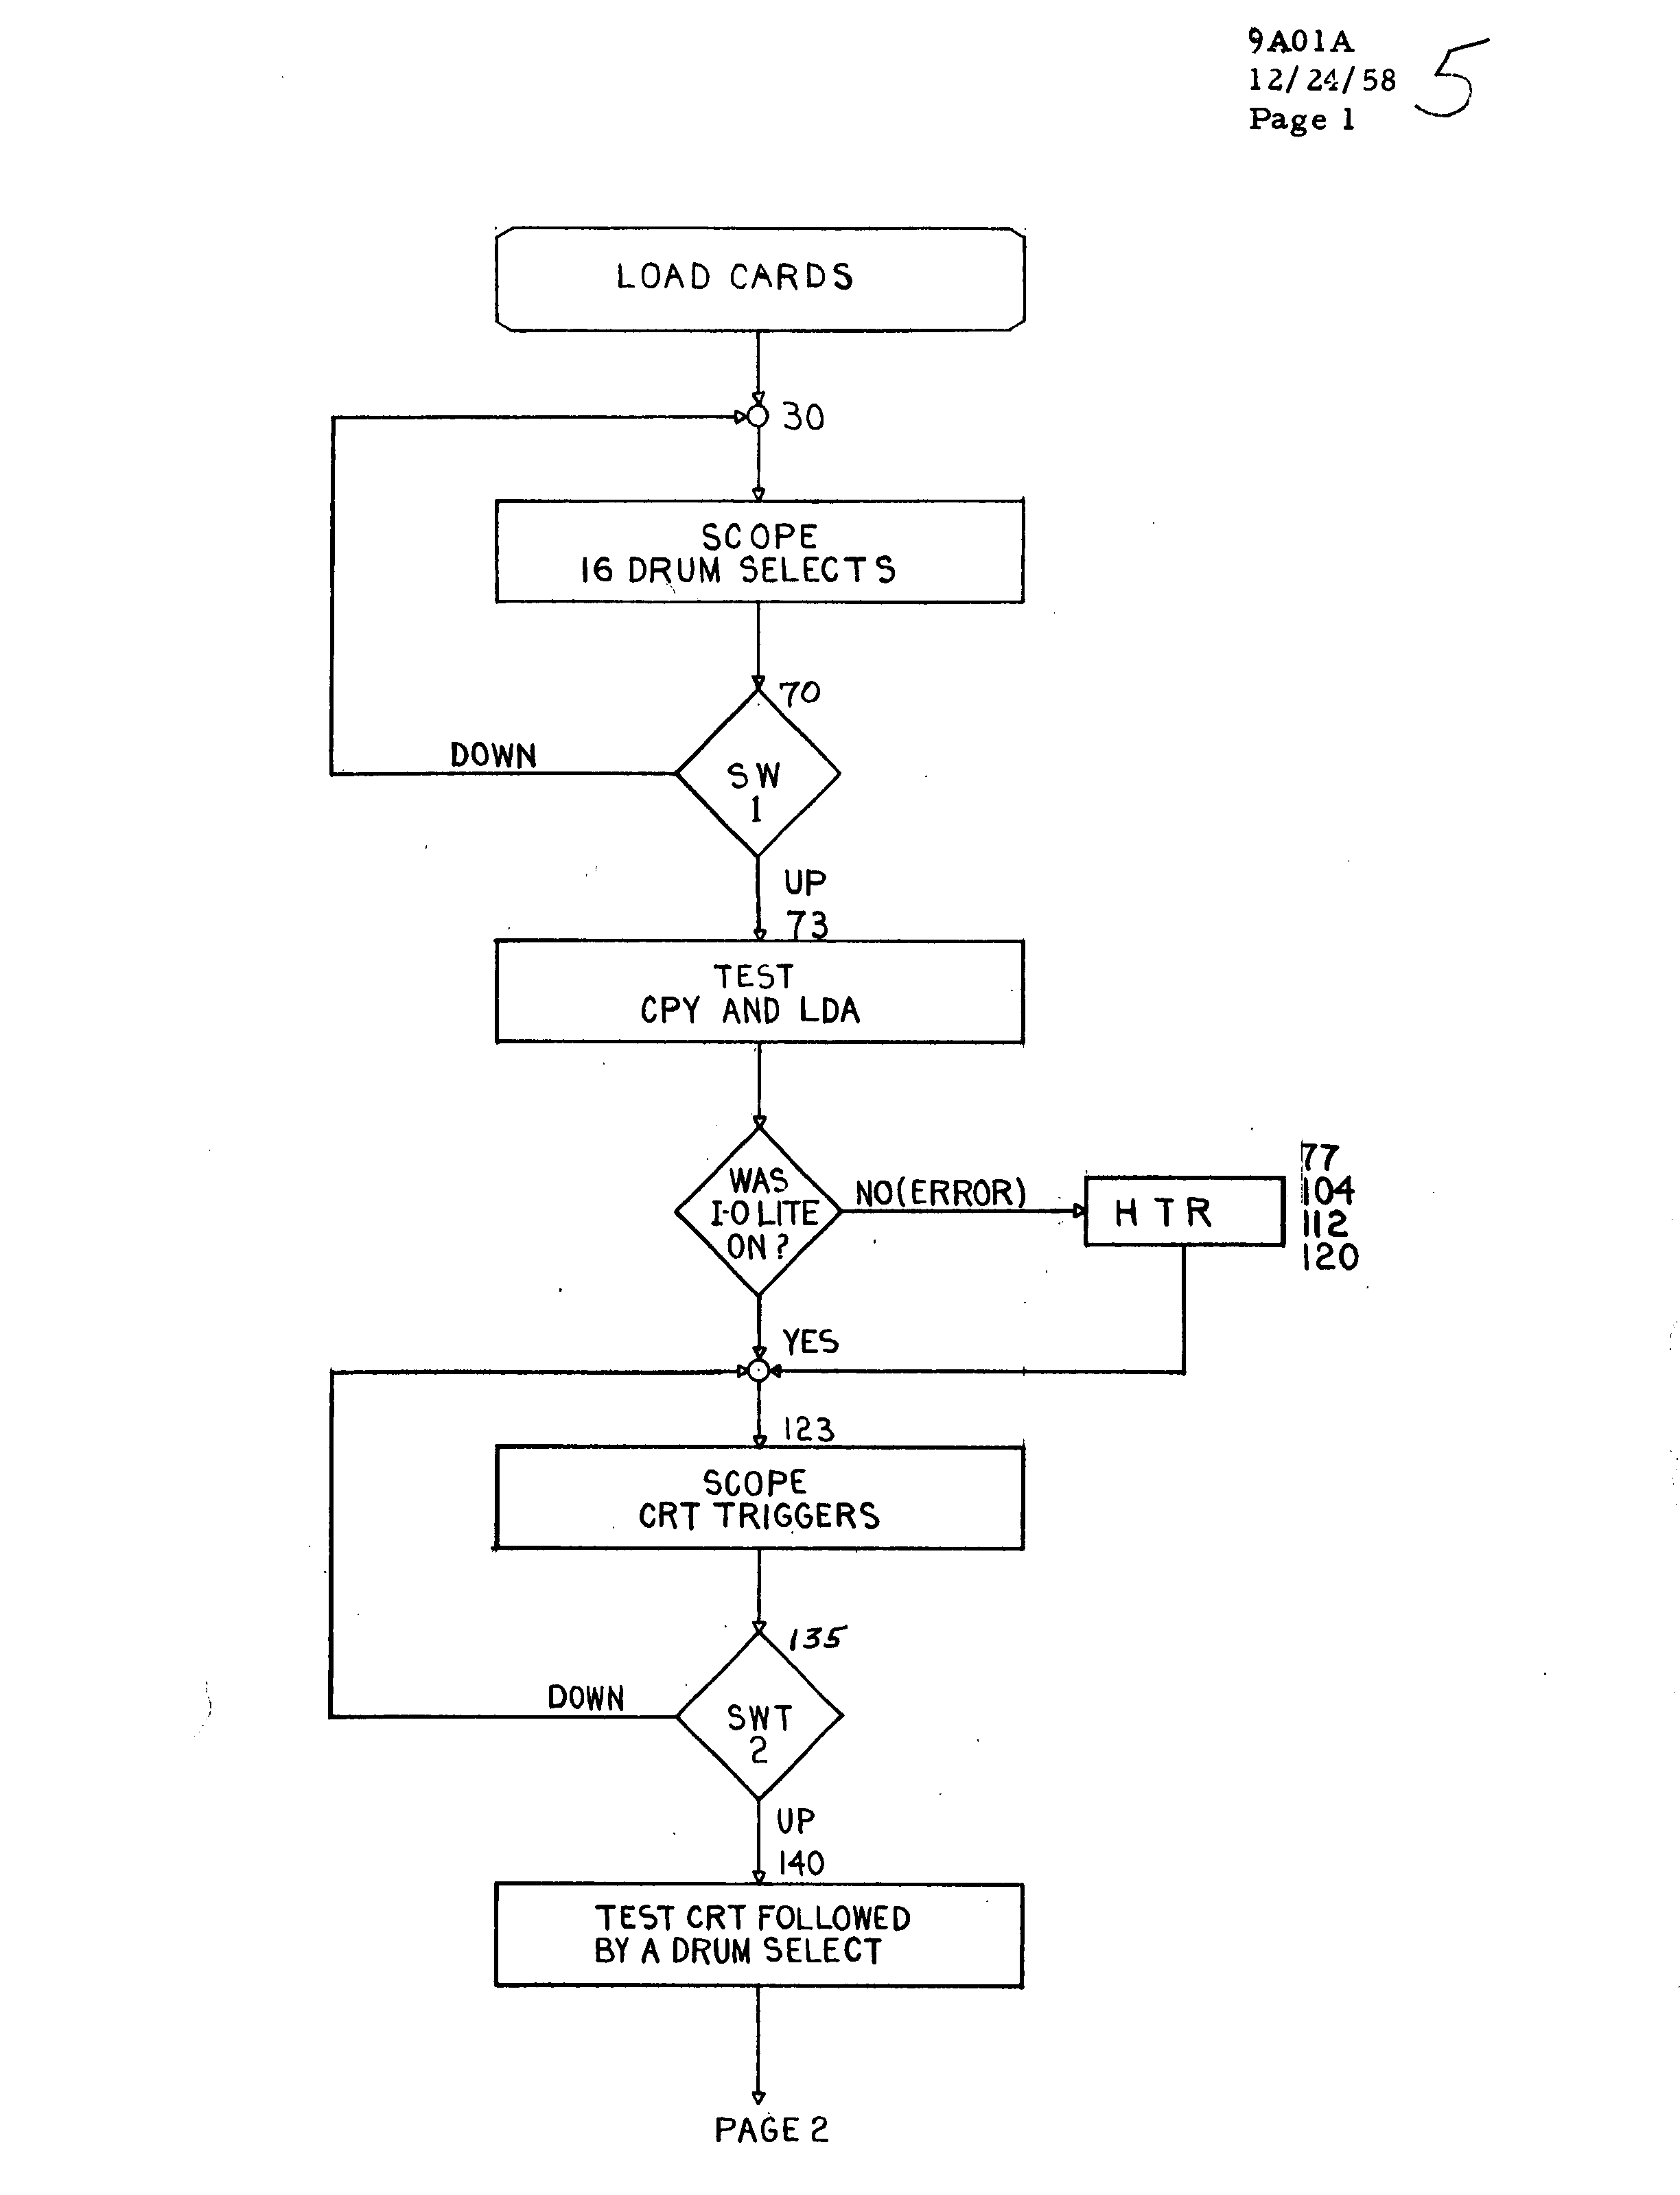 9A01A
12/24/58
Page 1
5
LOAD CARDS
30
SCOPE
16 DRUM SELECTS
70
DOWN
SW
1
UP
73
TEST
CPY AND LDA
WAS
I-O LITE
ON?
NO(ERROR)
HTR
77
104
112
120
YES
123
SCOPE
CRT TRIGGERS
135
DOWN
SWT
2
UP
140
TEST CRT FOLLOWED
BY A DRUM SELECT
PAGE 2